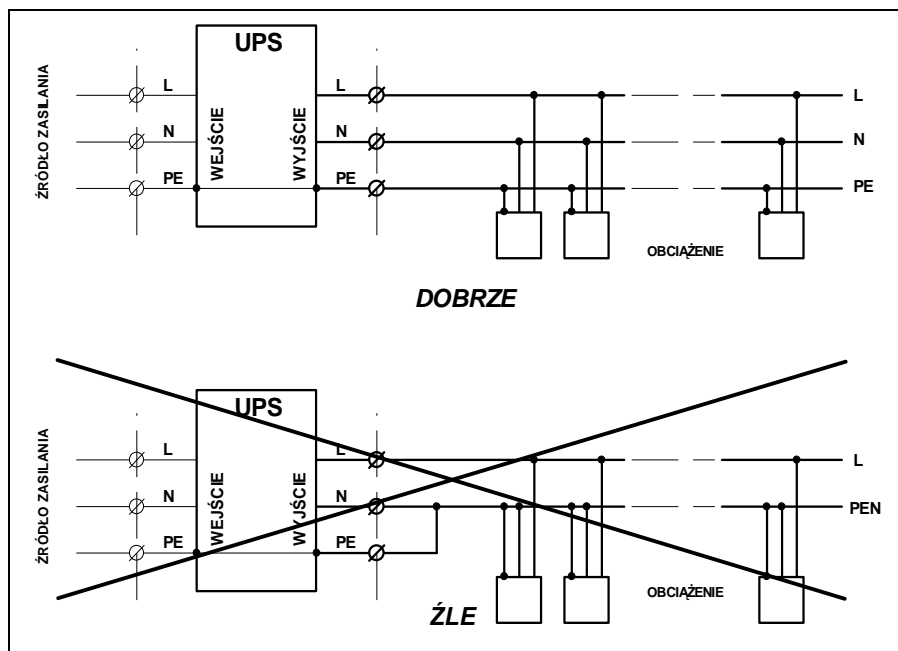 UPS
ŹRÓDŁO ZASILANIA
WEJŚCIE
WYJŚCIE
L
N
PE
L
N
PE
L
N
PE
OBCIĄŻENIE
DOBRZE
UPS
ŹRÓDŁO ZASILANIA
WEJŚCIE
WYJŚCIE
L
N
PE
L
N
PE
L
PEN
OBCIĄŻENIE
ŹLE